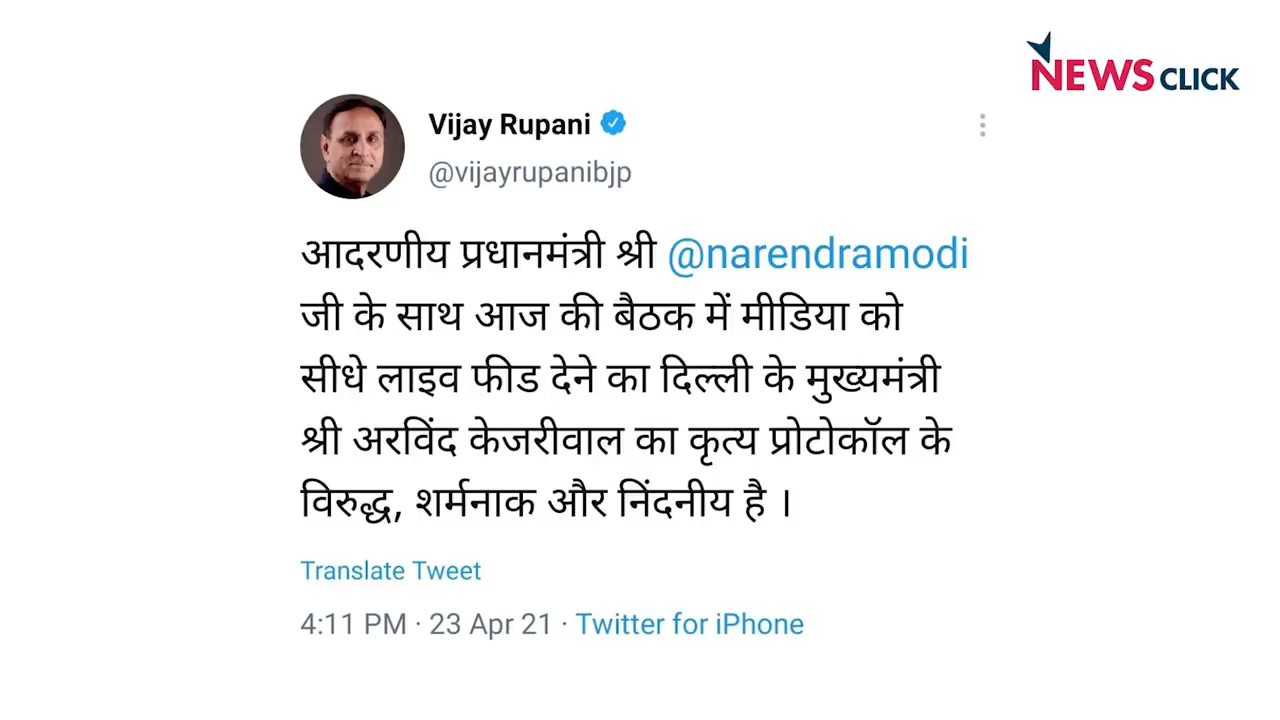 NEWS CLICK
Vijay Rupani
@vijayrupanibjp
आदरणीय प्रधानमंत्री श्री @narendramodi
जी के साथ आज की बैठक में मीडिया को
सीधे लाइव फीड देने का दिल्ली के मुख्यमंत्री
श्री अरविंद केजरीवाल का कृत्य प्रोटोकॉल के
विरुद्ध, शर्मनाक और निंदनीय है ।
Translate Tweet
4:11 PM · 23 Apr 21 · Twitter for iPhone